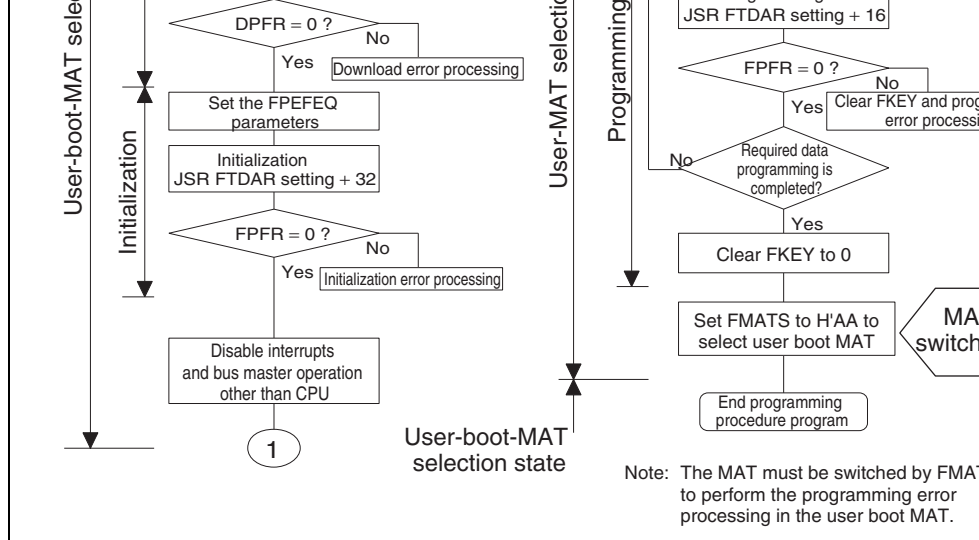 User-boot-MAT selec
DPFR = 0 ?
No
Yes
Download error processing
Initialization
Set the FPEFEQ
parameters
Initialization
JSR FTDAR setting + 32
FPFR = 0 ?
No
Yes
Initialization error processing
Disable interrupts
and bus master operation
other than CPU
1
User-boot-MAT
selection state
User-MAT selectio
Programming
JSR FTDAR setting + 16
FPFR = 0 ?
No
Yes
Clear FKEY and prog
error processi
Required data
programming is
completed?
No
Yes
Clear FKEY to 0
Set FMATS to H'AA to
select user boot MAT
MA
switch
End programming
procedure program
Note: The MAT must be switched by FMAT
to perform the programming error
processing in the user boot MAT.